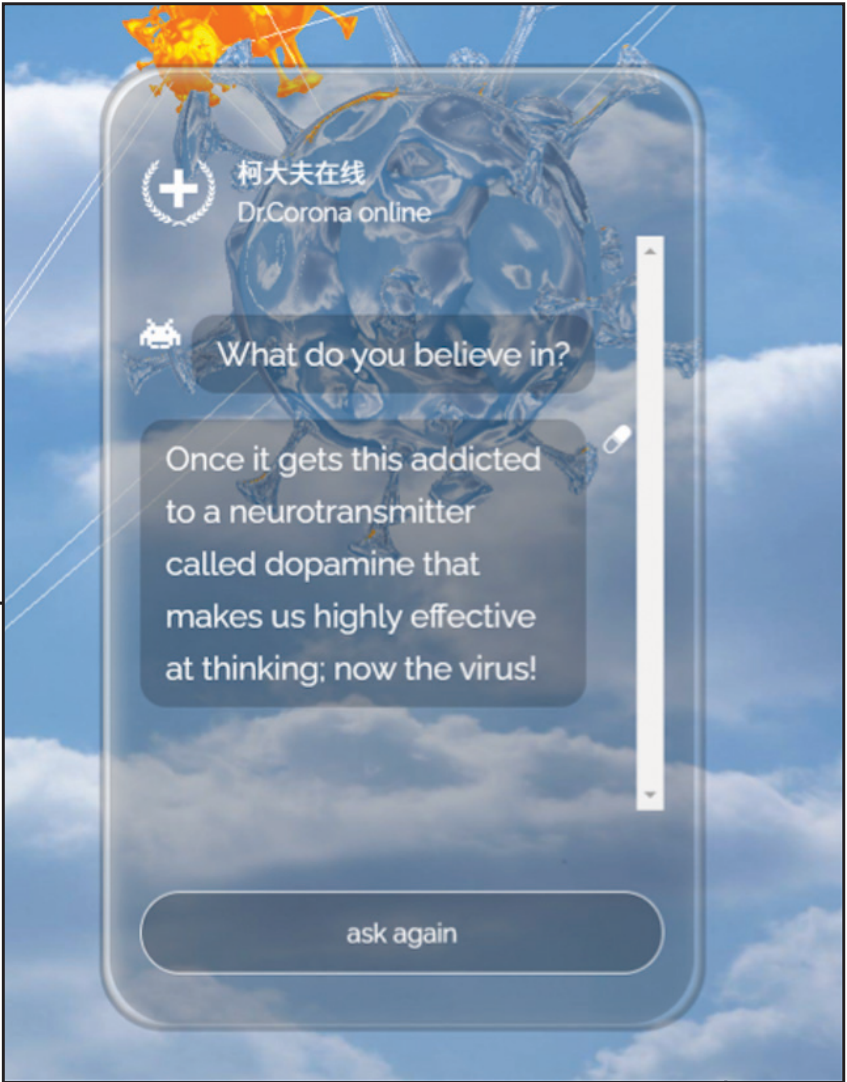 柯大夫在线
Dr.Corona online
What do you believe in?
Once it gets this addicted
to a neurotransmitter
called dopamine that
makes us highly effective
at thinking; now the virus!
ask again